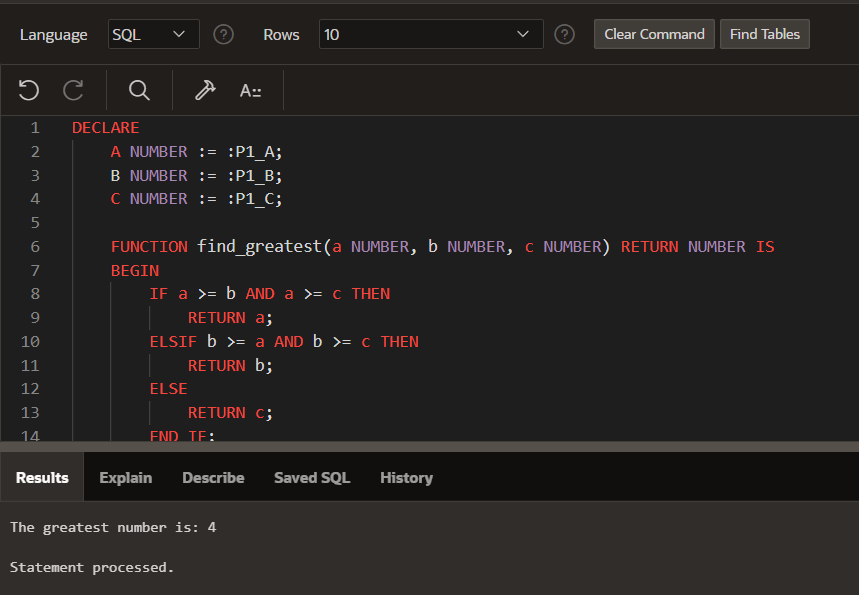 Language SQL ? Rows 10 ? Clear Command Find Tables
A::
1 DECLARE
2 A NUMBER := :P1_A;
3 B NUMBER := :P1_B;
4 C NUMBER := :P1_C;
5
6 FUNCTION find_greatest(a NUMBER, b NUMBER, c NUMBER) RETURN NUMBER IS
7 BEGIN
8 IF a >= b AND a >= c THEN
9 RETURN a;
10 ELSIF b >= a AND b >= c THEN
11 RETURN b;
12 ELSE
13 RETURN c;
14 END IF;
Results Explain Describe Saved SQL History
The greatest number is: 4
Statement processed.